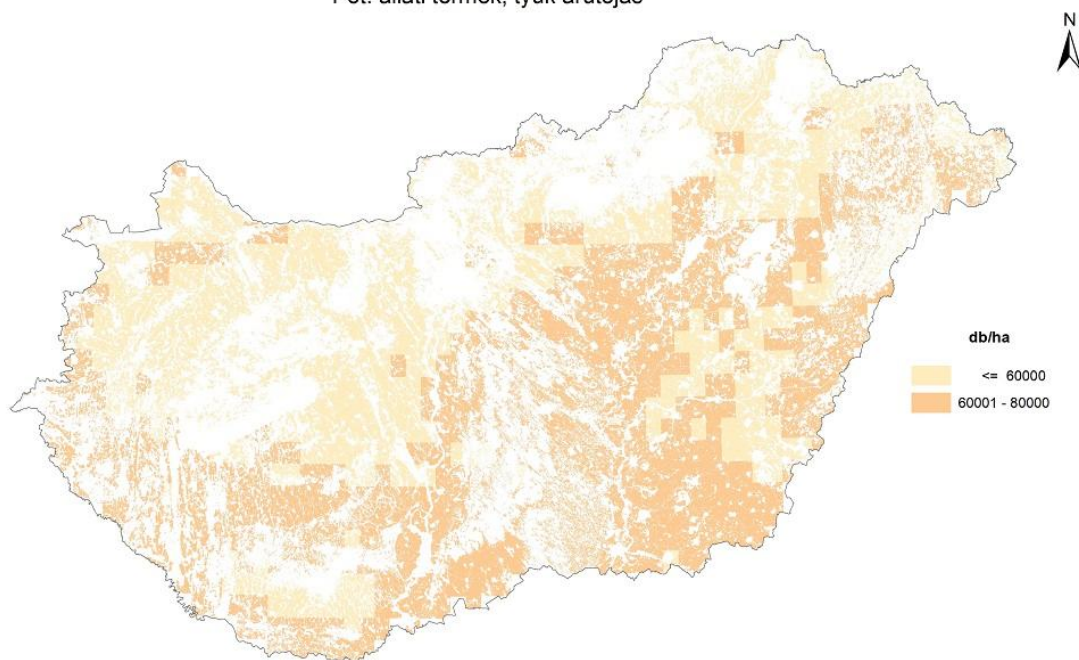 Pot. állati termék, tyúk árutojás
N
db/ha
<= 60000
60001 - 80000